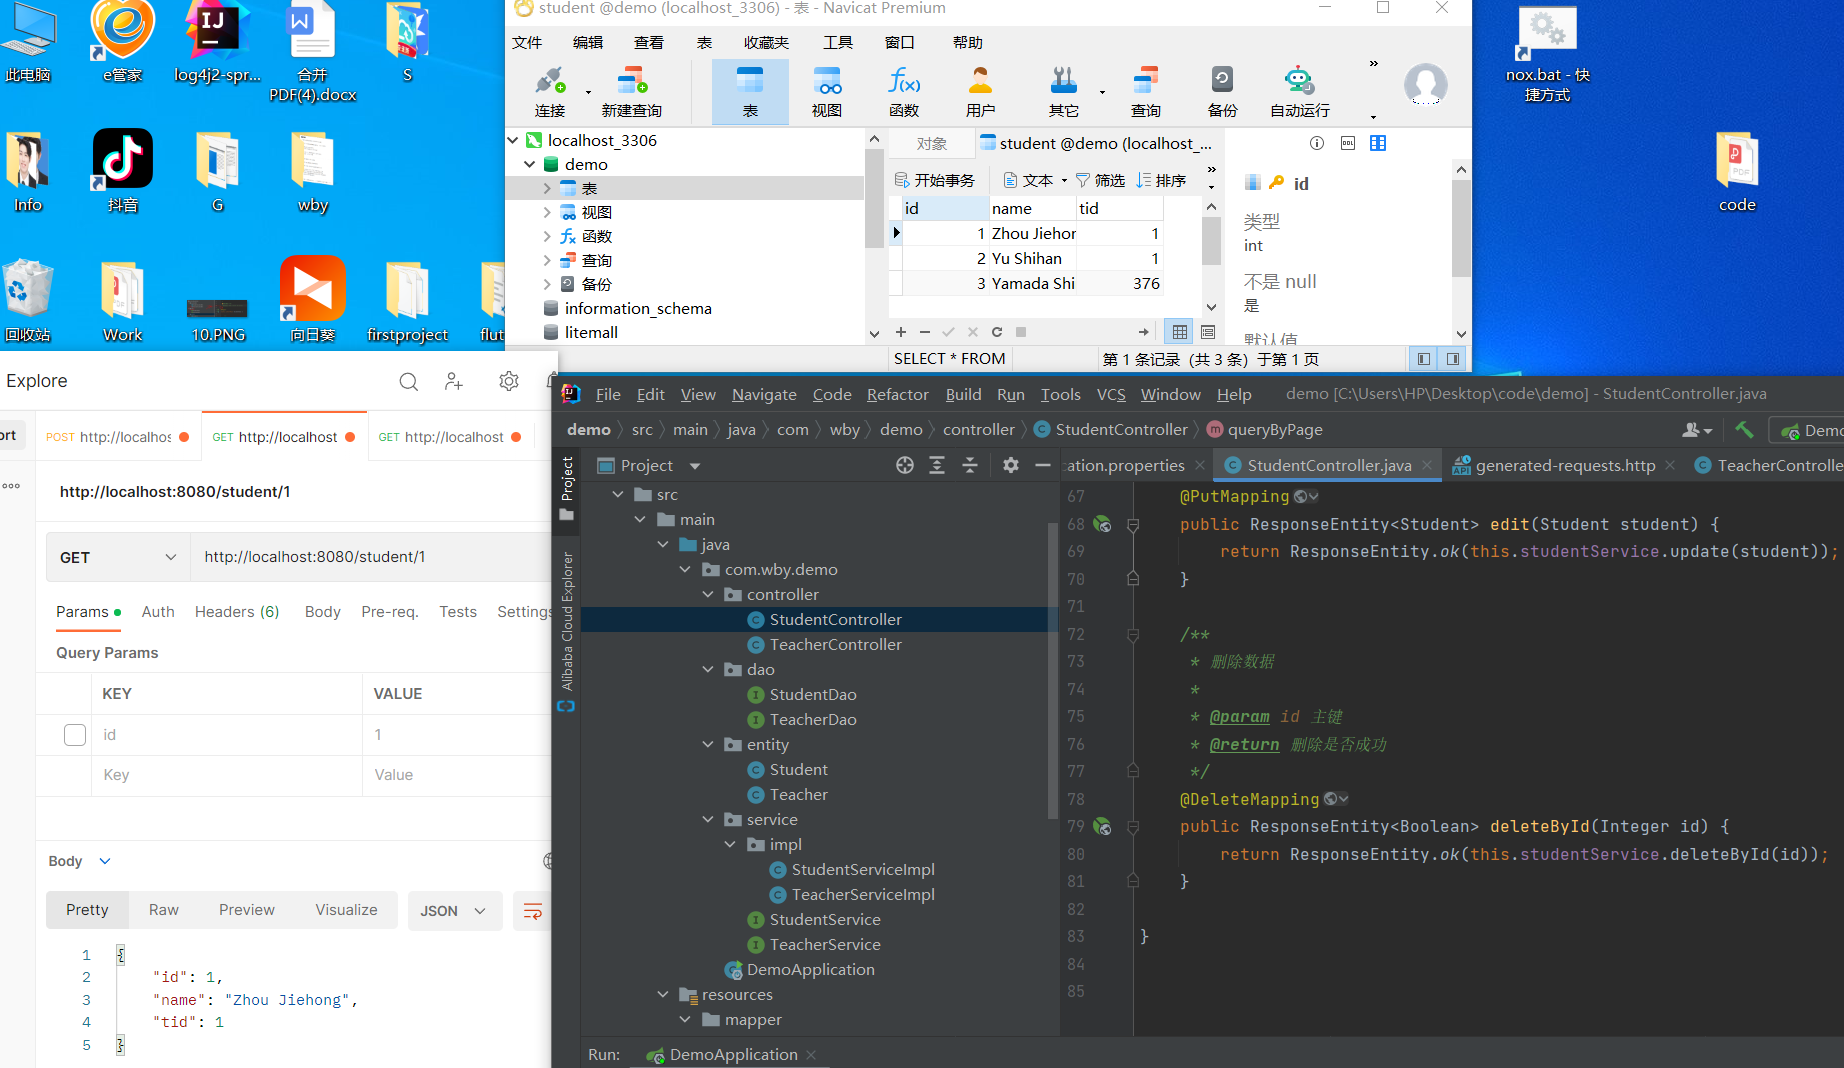 此电脑
e管家
log4j2-spr...
合并
PDF(4).docx
S
Info
抖音
G
wby
回收站
Work
10.PNG
向日葵
firstproject
flut
student @demo (localhost_3306) - 表 - Navicat Premium
文件 编辑 查看 表 收藏夹 工具 窗口 帮助
连接 新建查询 表 视图 函数 用户 其它 查询 备份 自动运行
localhost_3306
demo
表
视图
函数
查询
备份
information_schema
litemall
对象 student @demo (localhost_...
开始事务 文本 筛选 排序
id name tid
1 Zhou Jiehor 1
2 Yu Shihan 1
3 Yamada Shi 376
SELECT * FROM 第 1 条记录 (共 3 条) 于第 1 页
id
类型
int
不是 null
是
默认值
nox.bat - 快
捷方式
code
Explore
ort
POST http://localhos
GET http://localhost
GET http://localhost
http://localhost:8080/student/1
GET http://localhost:8080/student/1
Params Auth Headers (6) Body Pre-req. Tests Settings
Query Params
KEY VALUE
id 1
Key Value
Body
Pretty Raw Preview Visualize JSON
1 {
2 "id": 1,
3 "name": "Zhou Jiehong",
4 "tid": 1
5 }
File Edit View Navigate Code Refactor Build Run Tools VCS Window Help demo [C:\Users\HP\Desktop\code\demo] - StudentController.java
demo src main java com wby demo controller StudentController queryByPage
Demo
Project
Alibaba Cloud Explorer
Project
src
main
java
com.wby.demo
controller
StudentController
TeacherController
dao
StudentDao
TeacherDao
entity
Student
Teacher
service
impl
StudentServiceImpl
TeacherServiceImpl
StudentService
TeacherService
DemoApplication
resources
mapper
ation.properties StudentController.java generated-requests.http TeacherControlle
67 @PutMapping
68 public ResponseEntity<Student> edit(Student student) {
69 return ResponseEntity.ok(this.studentService.update(student));
70 }
71
72 /**
73 * 删除数据
74 *
75 * @param id 主键
76 * @return 删除是否成功
77 */
78 @DeleteMapping
79 public ResponseEntity<Boolean> deleteById(Integer id) {
80 return ResponseEntity.ok(this.studentService.deleteById(id));
81 }
82
83 }
84
85
Run: DemoApplication